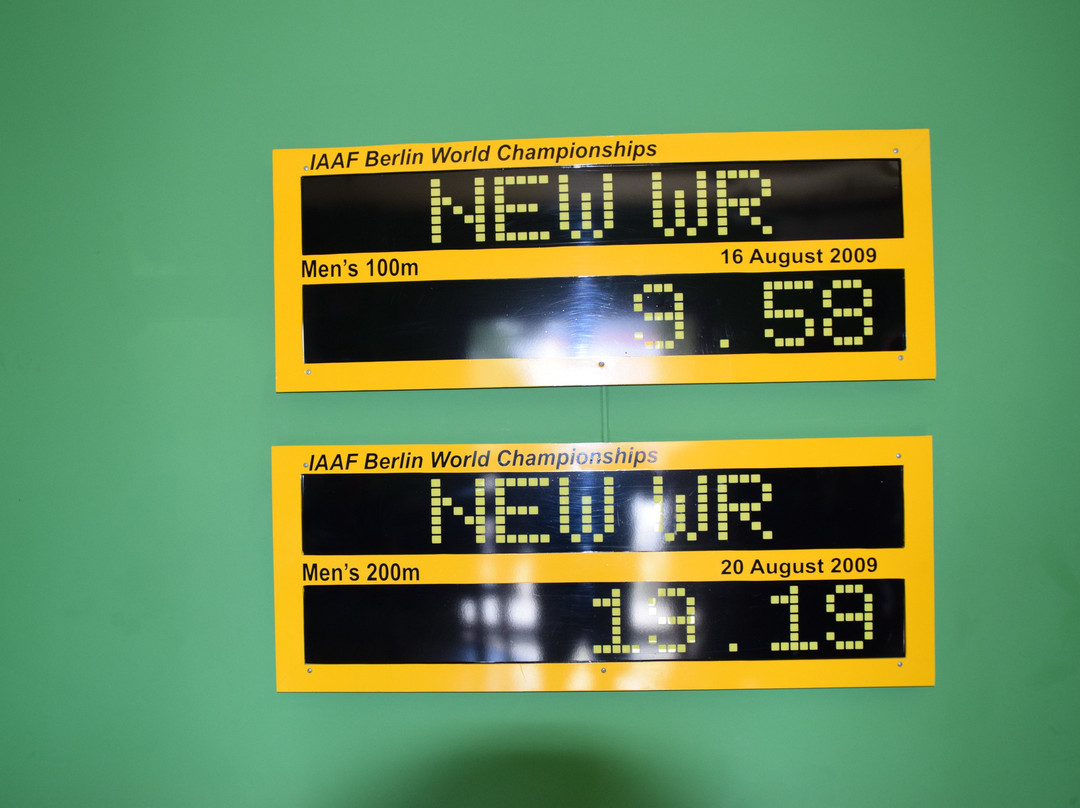 IAAF Berlin World Championships
NEW WR
Men's 100m 16 August 2009
9.58
IAAF Berlin World Championships
NEW WR
Men's 200m 20 August 2009
19.19